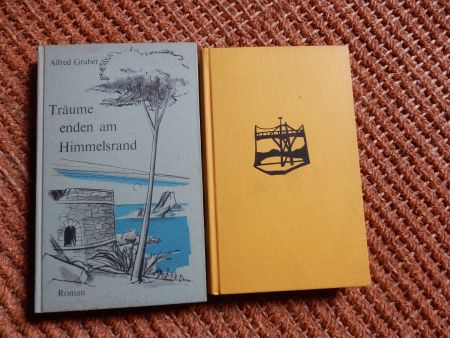 Alfred Graber
Träume
enden am
Himmelsrand
Roman